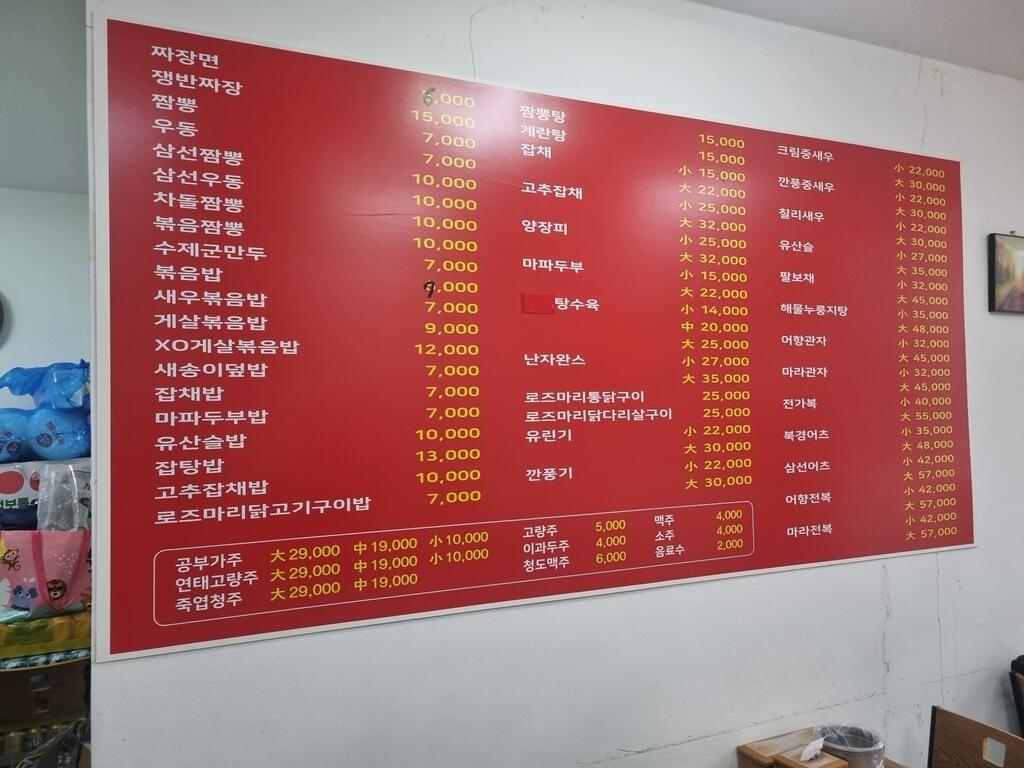 짜장면 6,000
쟁반짜장 15,000
짬뽕 7,000
우동 7,000
삼선짬뽕 10,000
삼선우동 10,000
차돌짬뽕 10,000
볶음짬뽕 10,000
수제군만두 7,000
볶음밥 9,000
새우볶음밥 7,000
게살볶음밥 9,000
XO게살볶음밥 12,000
새송이덮밥 7,000
잡채밥 7,000
마파두부밥 7,000
유산슬밥 10,000
잡탕밥 13,000
고추잡채밥 10,000
로즈마리닭고기구이밥 7,000
짬뽕탕 15,000
계란탕 15,000
잡채 小 15,000
大 22,000
고추잡채 小 25,000
大 32,000
양장피 小 25,000
大 32,000
마파두부 小 15,000
大 22,000
탕수육 小 14,000
中 20,000
大 25,000
난자완스 小 27,000
大 35,000
로즈마리통닭구이 25,000
로즈마리닭다리살구이 25,000
유린기 小 22,000
大 30,000
깐풍기 小 22,000
大 30,000
크림중새우 小 22,000
大 30,000
깐풍중새우 小 22,000
大 30,000
칠리새우 小 22,000
大 30,000
유산슬 小 27,000
大 35,000
팔보채 小 32,000
大 45,000
해물누룽지탕 小 35,000
大 48,000
어향관자 小 32,000
大 45,000
마라관자 小 32,000
大 45,000
전가복 小 40,000
大 55,000
북경어츠 小 35,000
大 48,000
삼선어츠 小 42,000
大 57,000
어향전복 小 42,000
大 57,000
마라전복 小 42,000
大 57,000
공부가주 大 29,000 中 19,000 小 10,000
연태고량주 大 29,000 中 19,000 小 10,000
죽엽청주 大 29,000 中 19,000
고량주 5,000
이과두주 4,000
청도맥주 6,000
맥주 4,000
소주 4,000
음료수 2,000